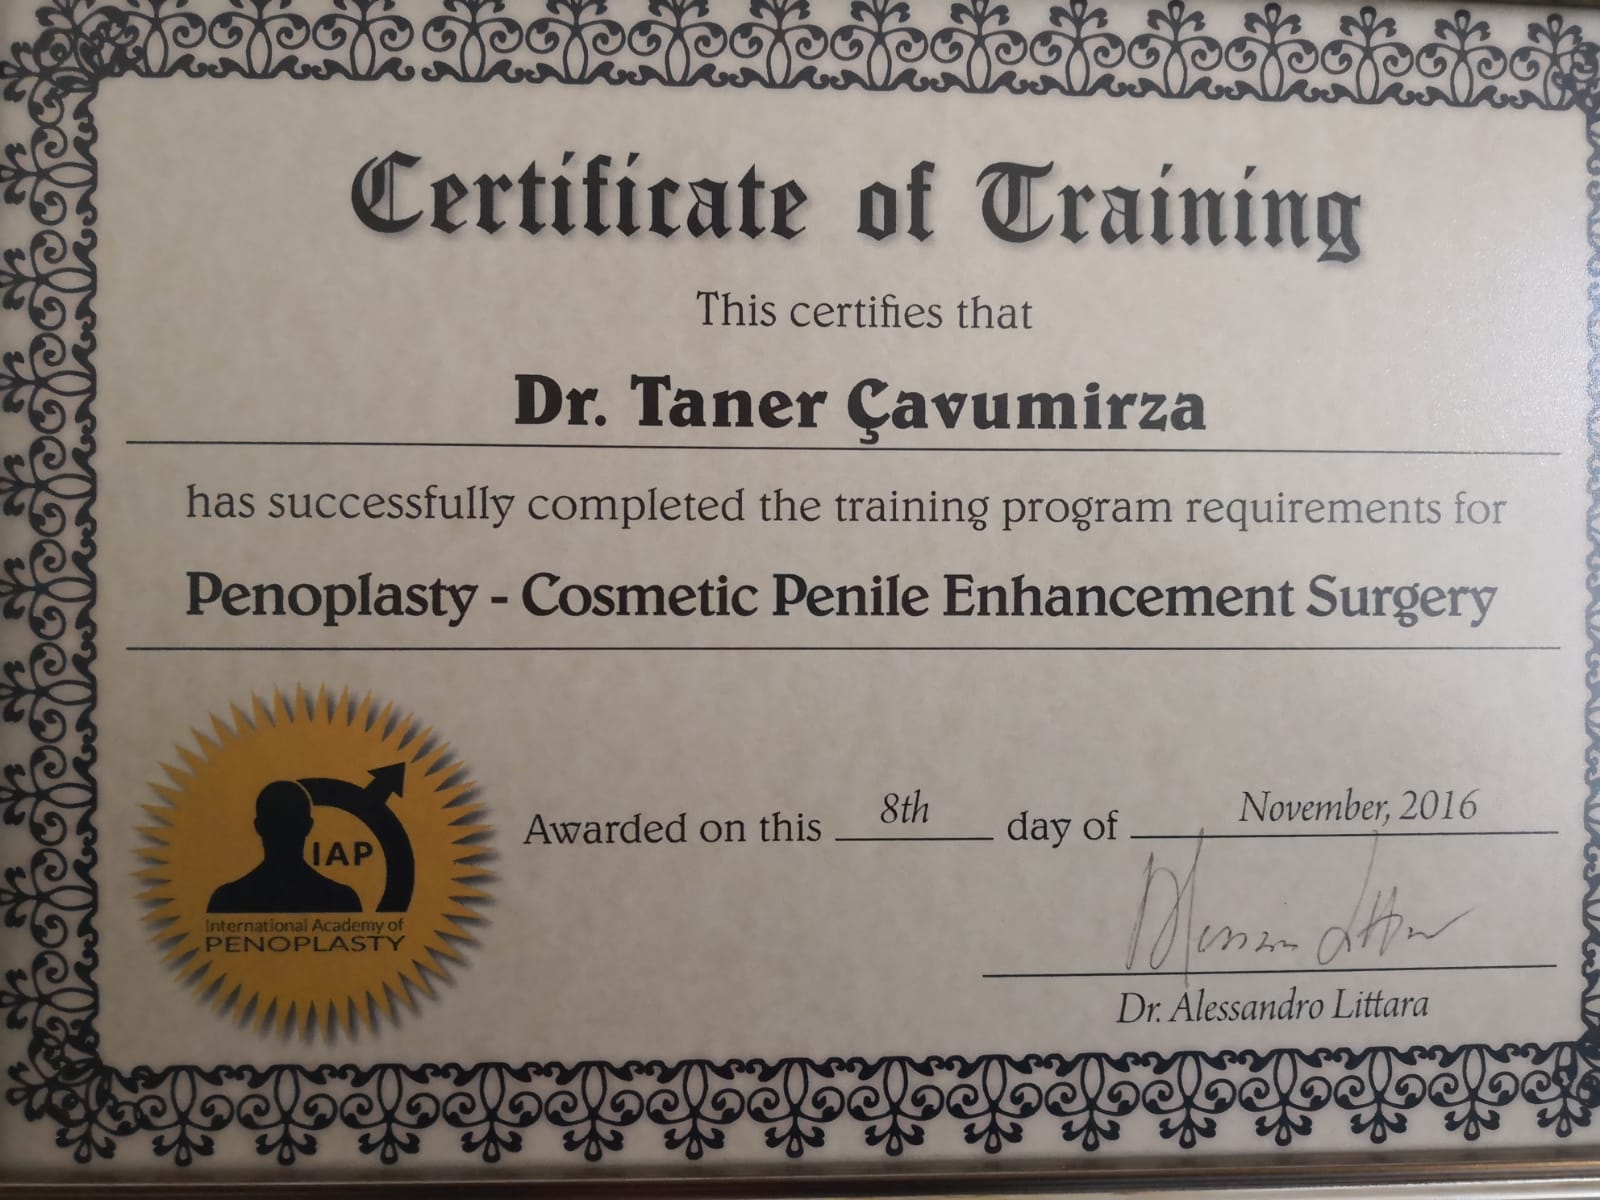 Certificate of Training
This certifies that
Dr. Taner Çavumirza
has successfully completed the training program requirements for
Penoplasty - Cosmetic Penile Enhancement Surgery
IAP
International Academy of
PENOPLASTY
Awarded on this 8th day of November, 2016
Alessandro Littara
Dr. Alessandro Littara